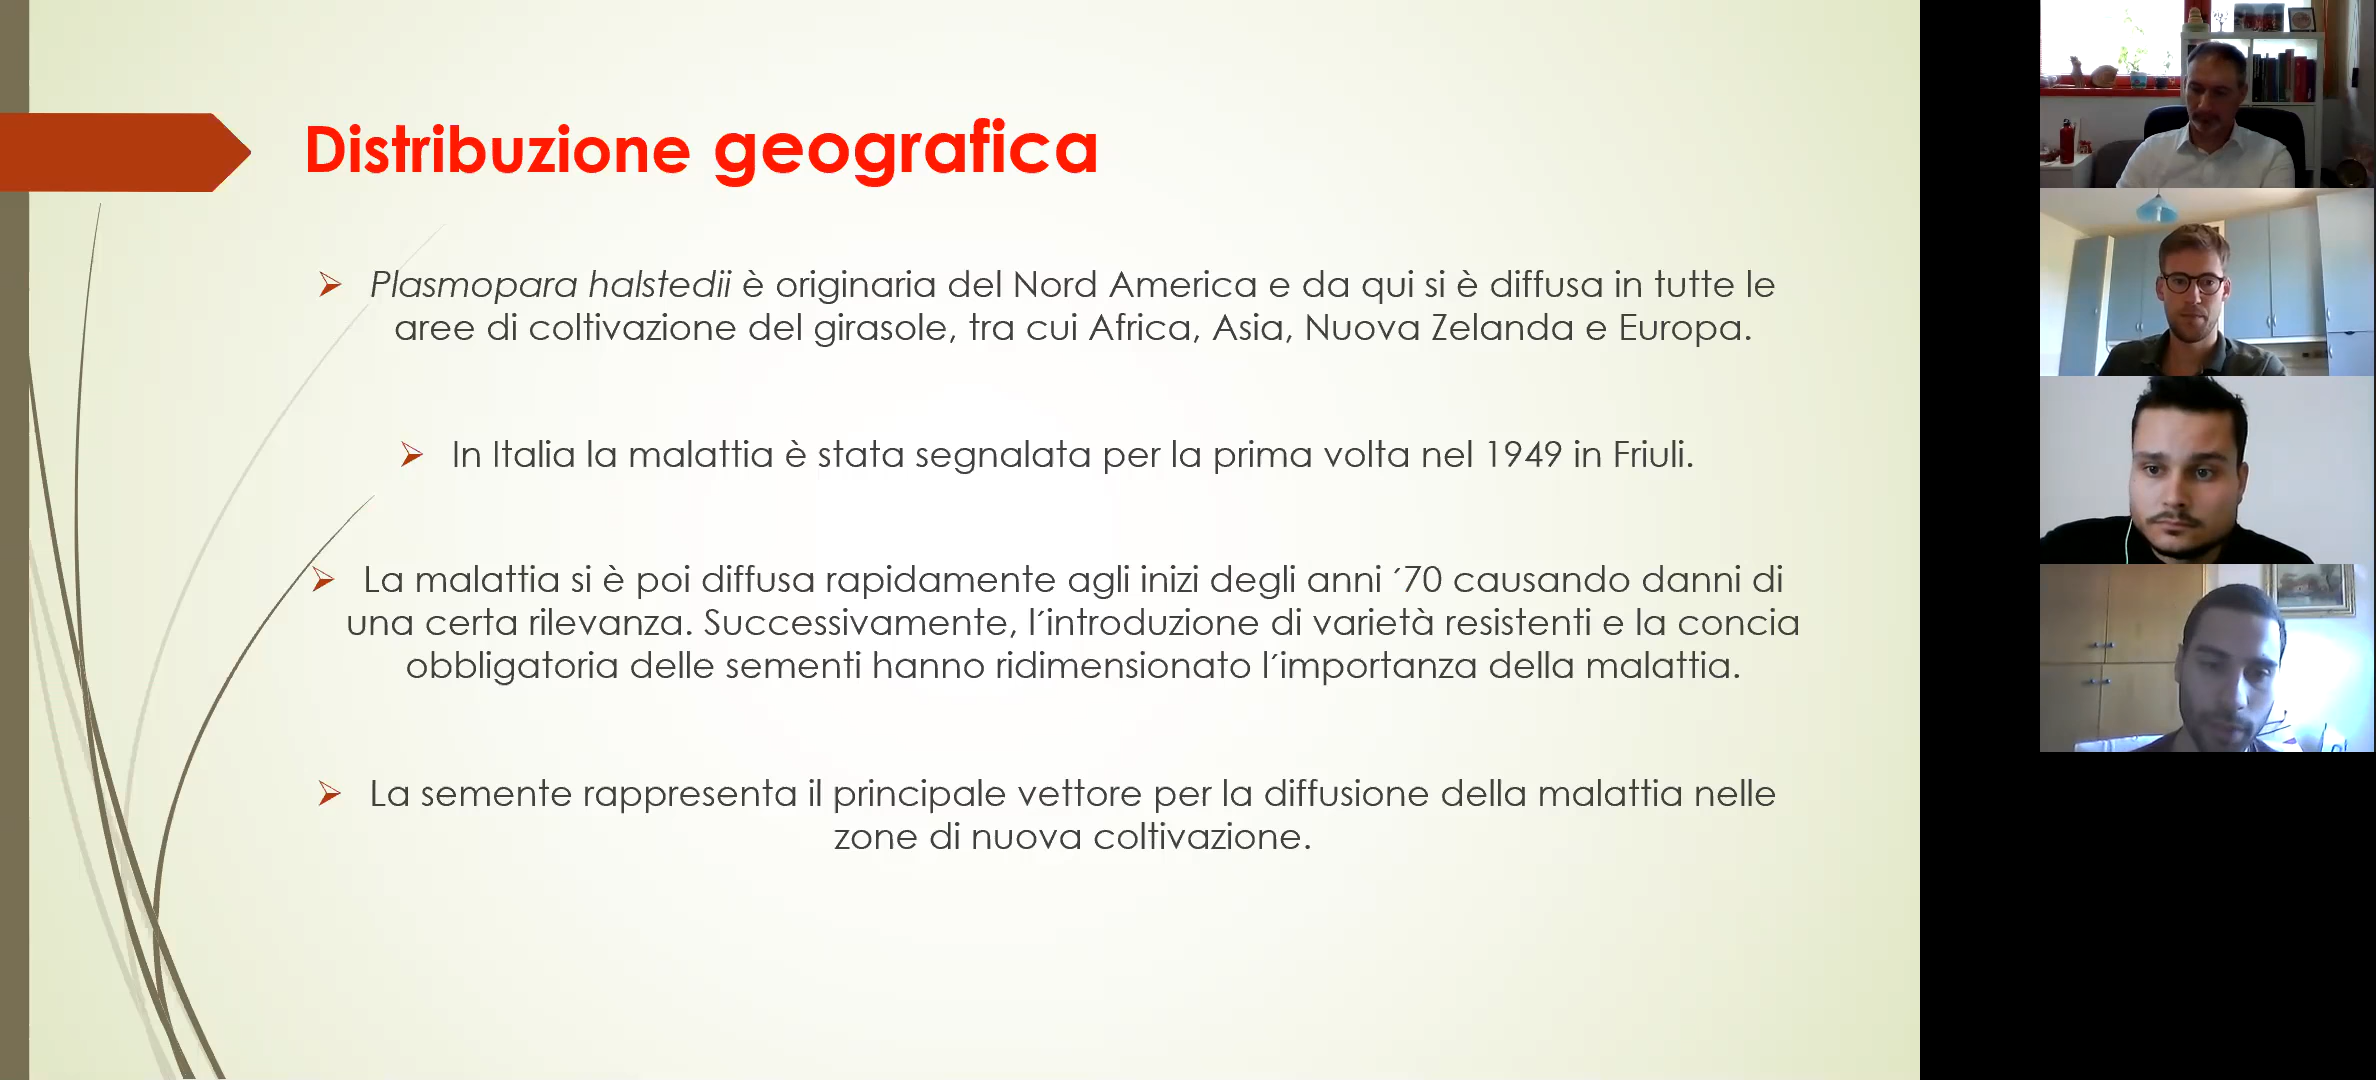 Distribuzione geografica
Plasmopara halstedii è originaria del Nord America e da qui si è diffusa in tutte le
aree di coltivazione del girasole, tra cui Africa, Asia, Nuova Zelanda e Europa.
In Italia la malattia è stata segnalata per la prima volta nel 1949 in Friuli.
La malattia si è poi diffusa rapidamente agli inizi degli anni ´70 causando danni di
una certa rilevanza. Successivamente, l´introduzione di varietà resistenti e la concia
obbligatoria delle sementi hanno ridimensionato l´importanza della malattia.
La semente rappresenta il principale vettore per la diffusione della malattia nelle
zone di nuova coltivazione.